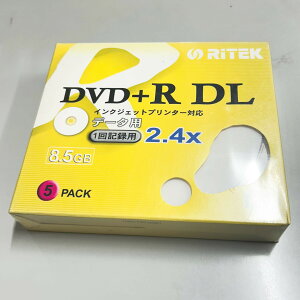 RiTEK
DVD+R DL
インクジェットプリンター対応
データ用
1回記録用 2.4x
8.5GB
5 PACK